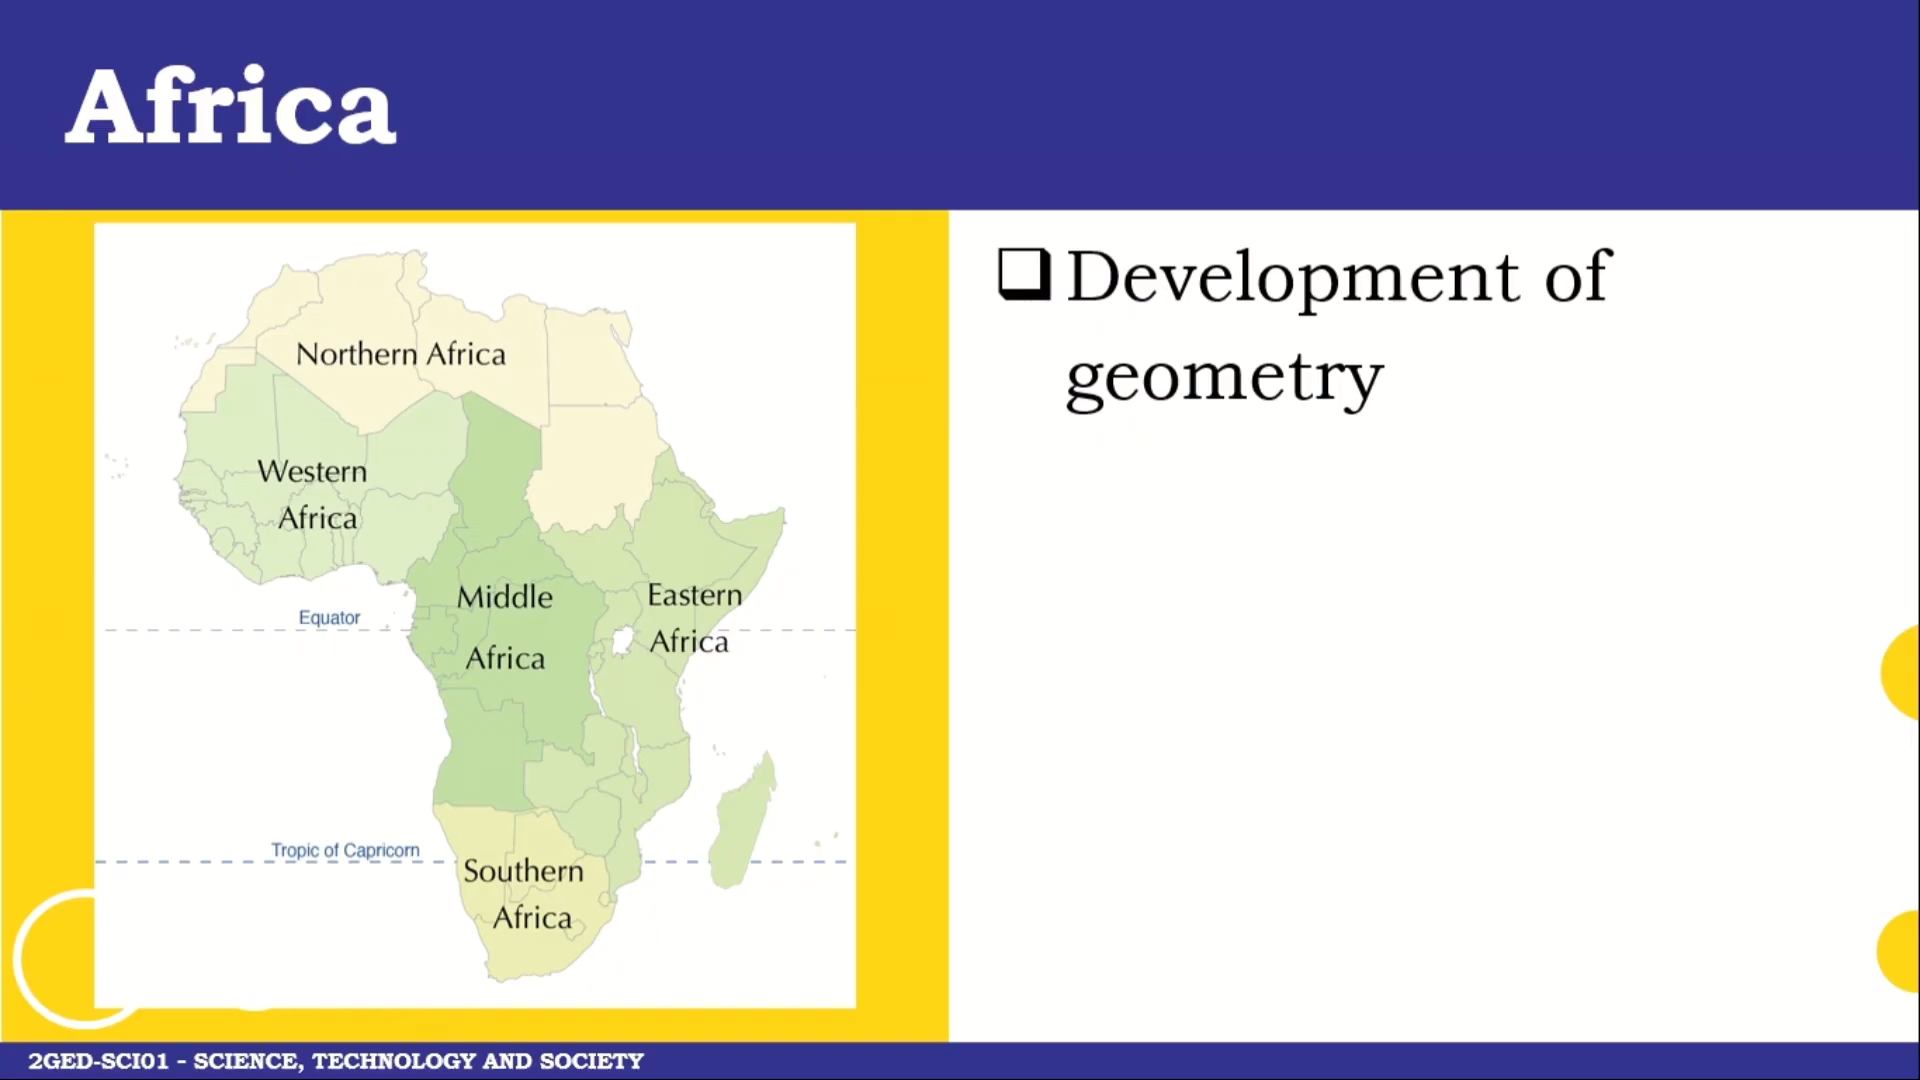 Africa
Northern Africa
Western
Africa
Middle
Africa
Eastern
Africa
Equator
Tropic of Capricorn
Southern
Africa
❑ Development of
geometry
2GED-SCI01 - SCIENCE, TECHNOLOGY AND SOCIETY